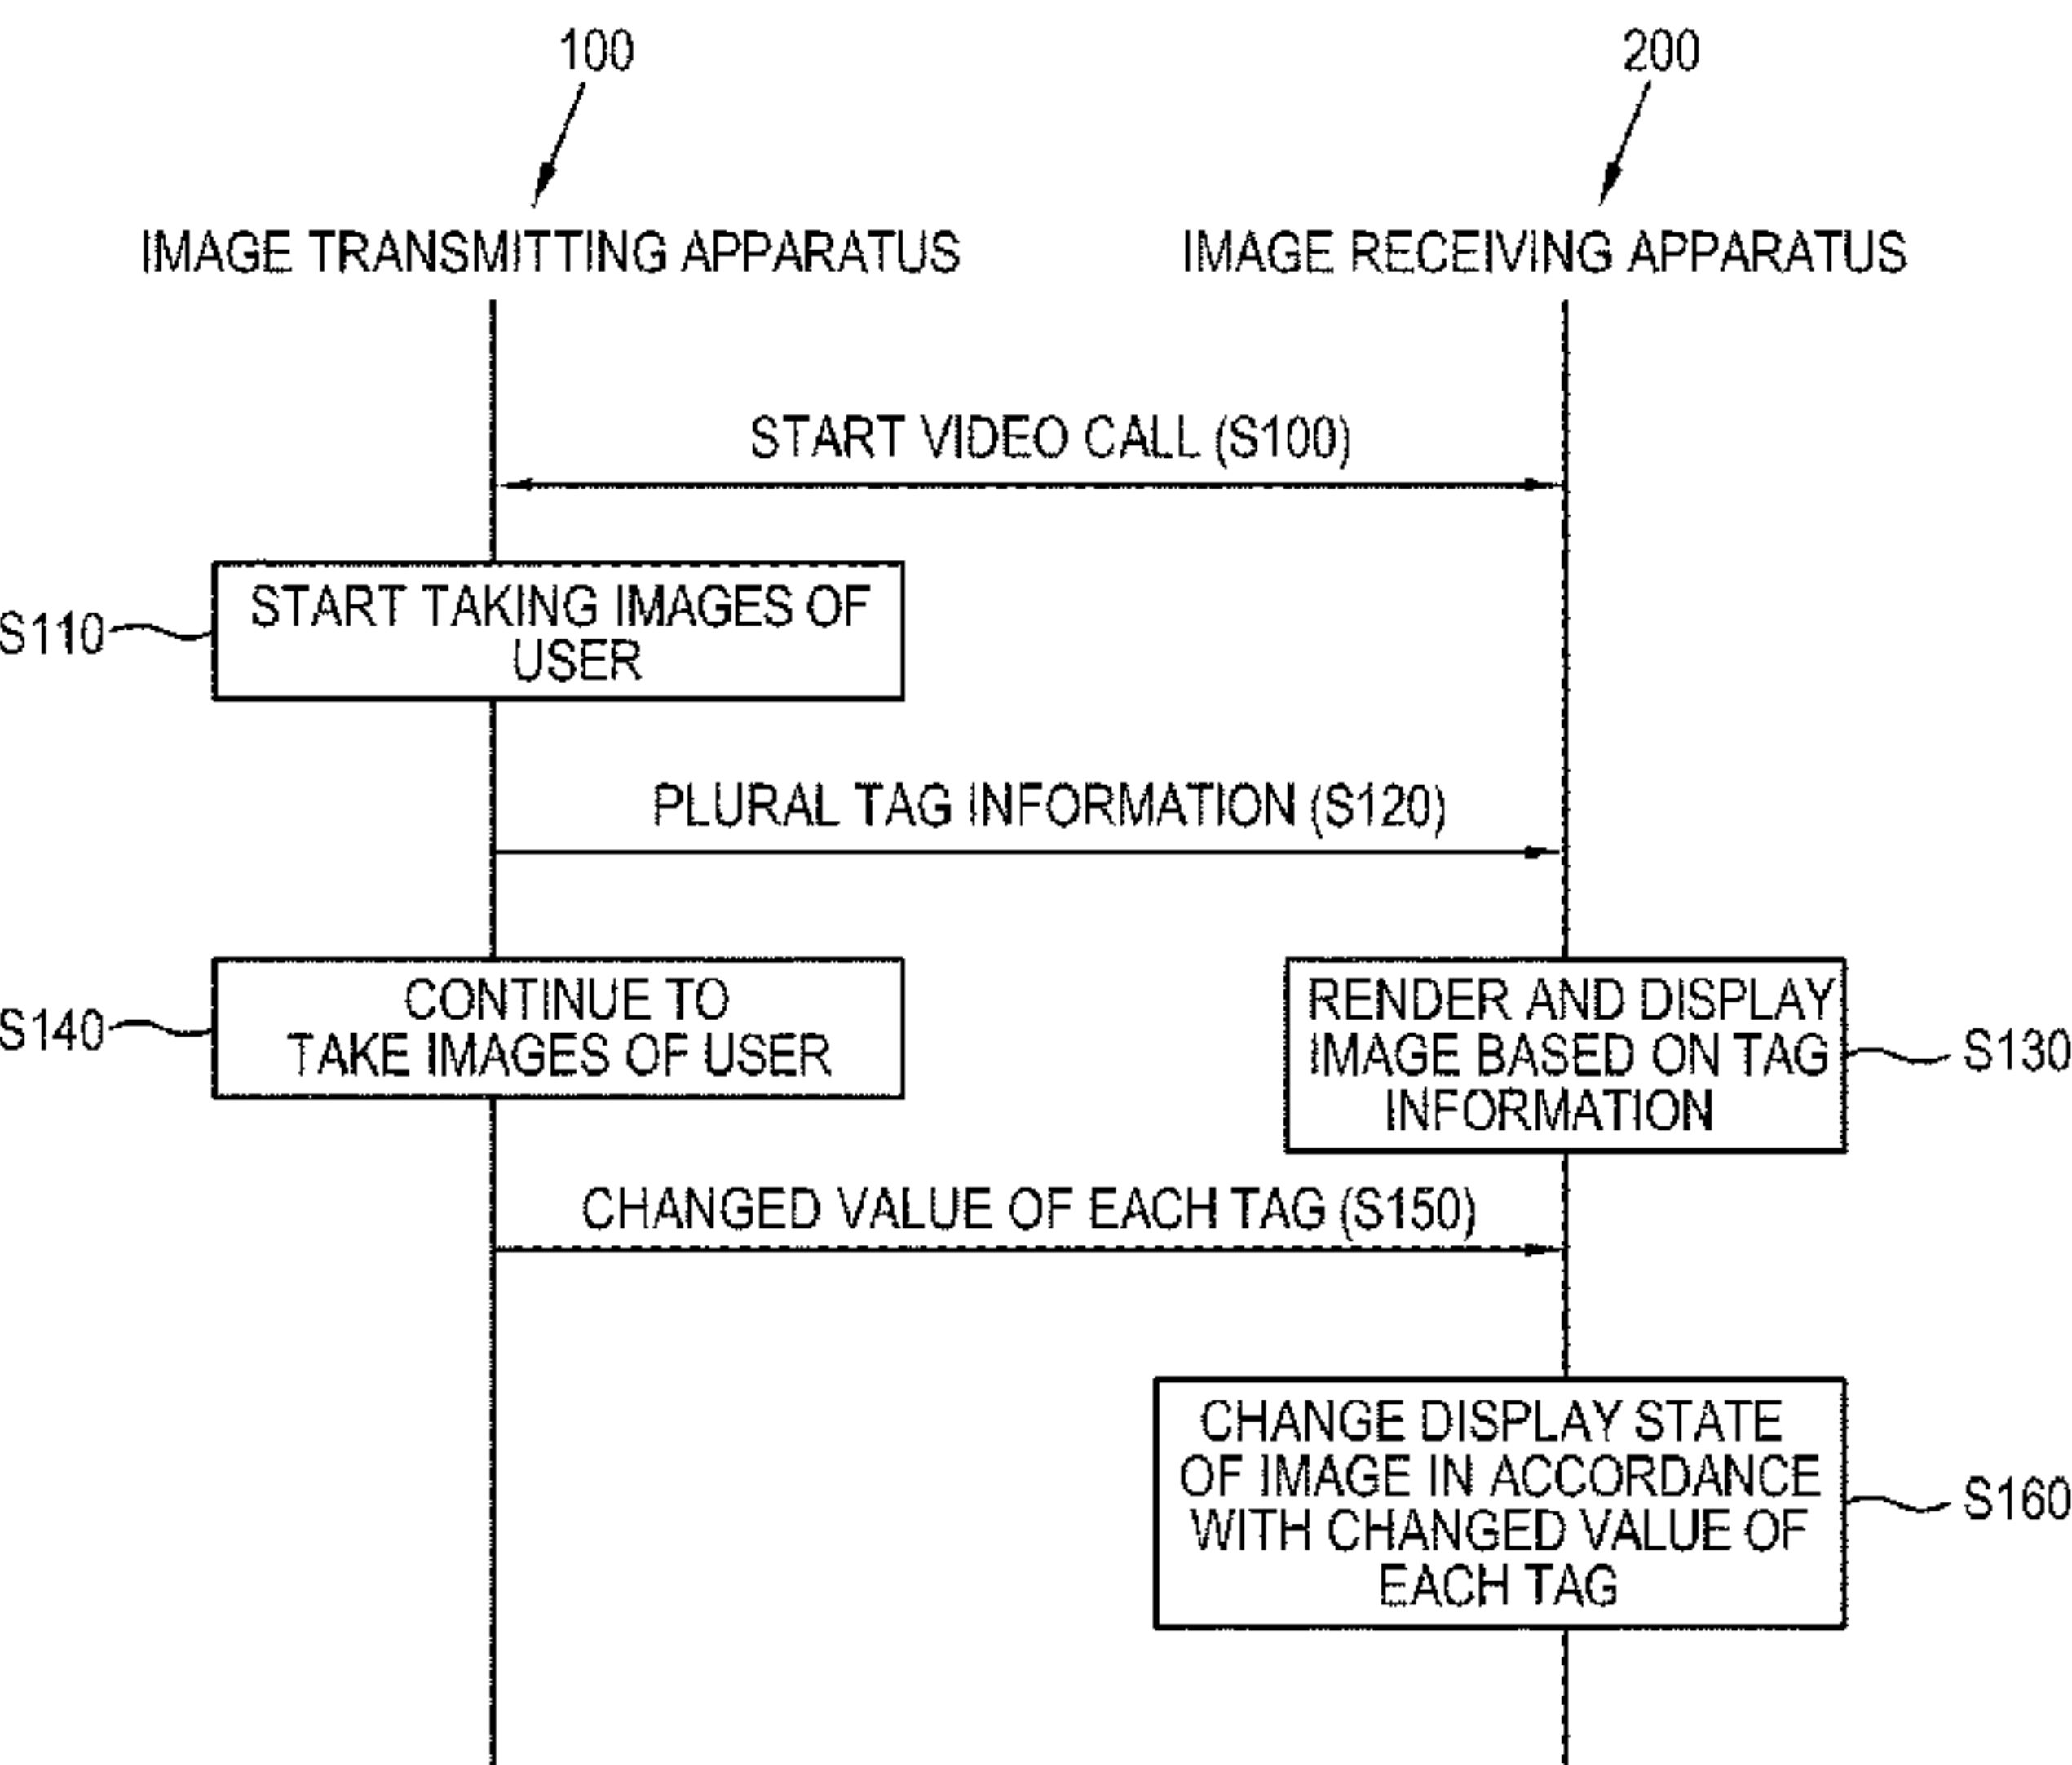 100
200
IMAGE TRANSMITTING APPARATUS
IMAGE RECEIVING APPARATUS
START VIDEO CALL (S100)
S110
START TAKING IMAGES OF
USER
PLURAL TAG INFORMATION (S120)
S140
CONTINUE TO
TAKE IMAGES OF USER
RENDER AND DISPLAY
IMAGE BASED ON TAG
INFORMATION
S130
CHANGED VALUE OF EACH TAG (S150)
CHANGE DISPLAY STATE
OF IMAGE IN ACCORDANCE
WITH CHANGED VALUE OF
EACH TAG
S160